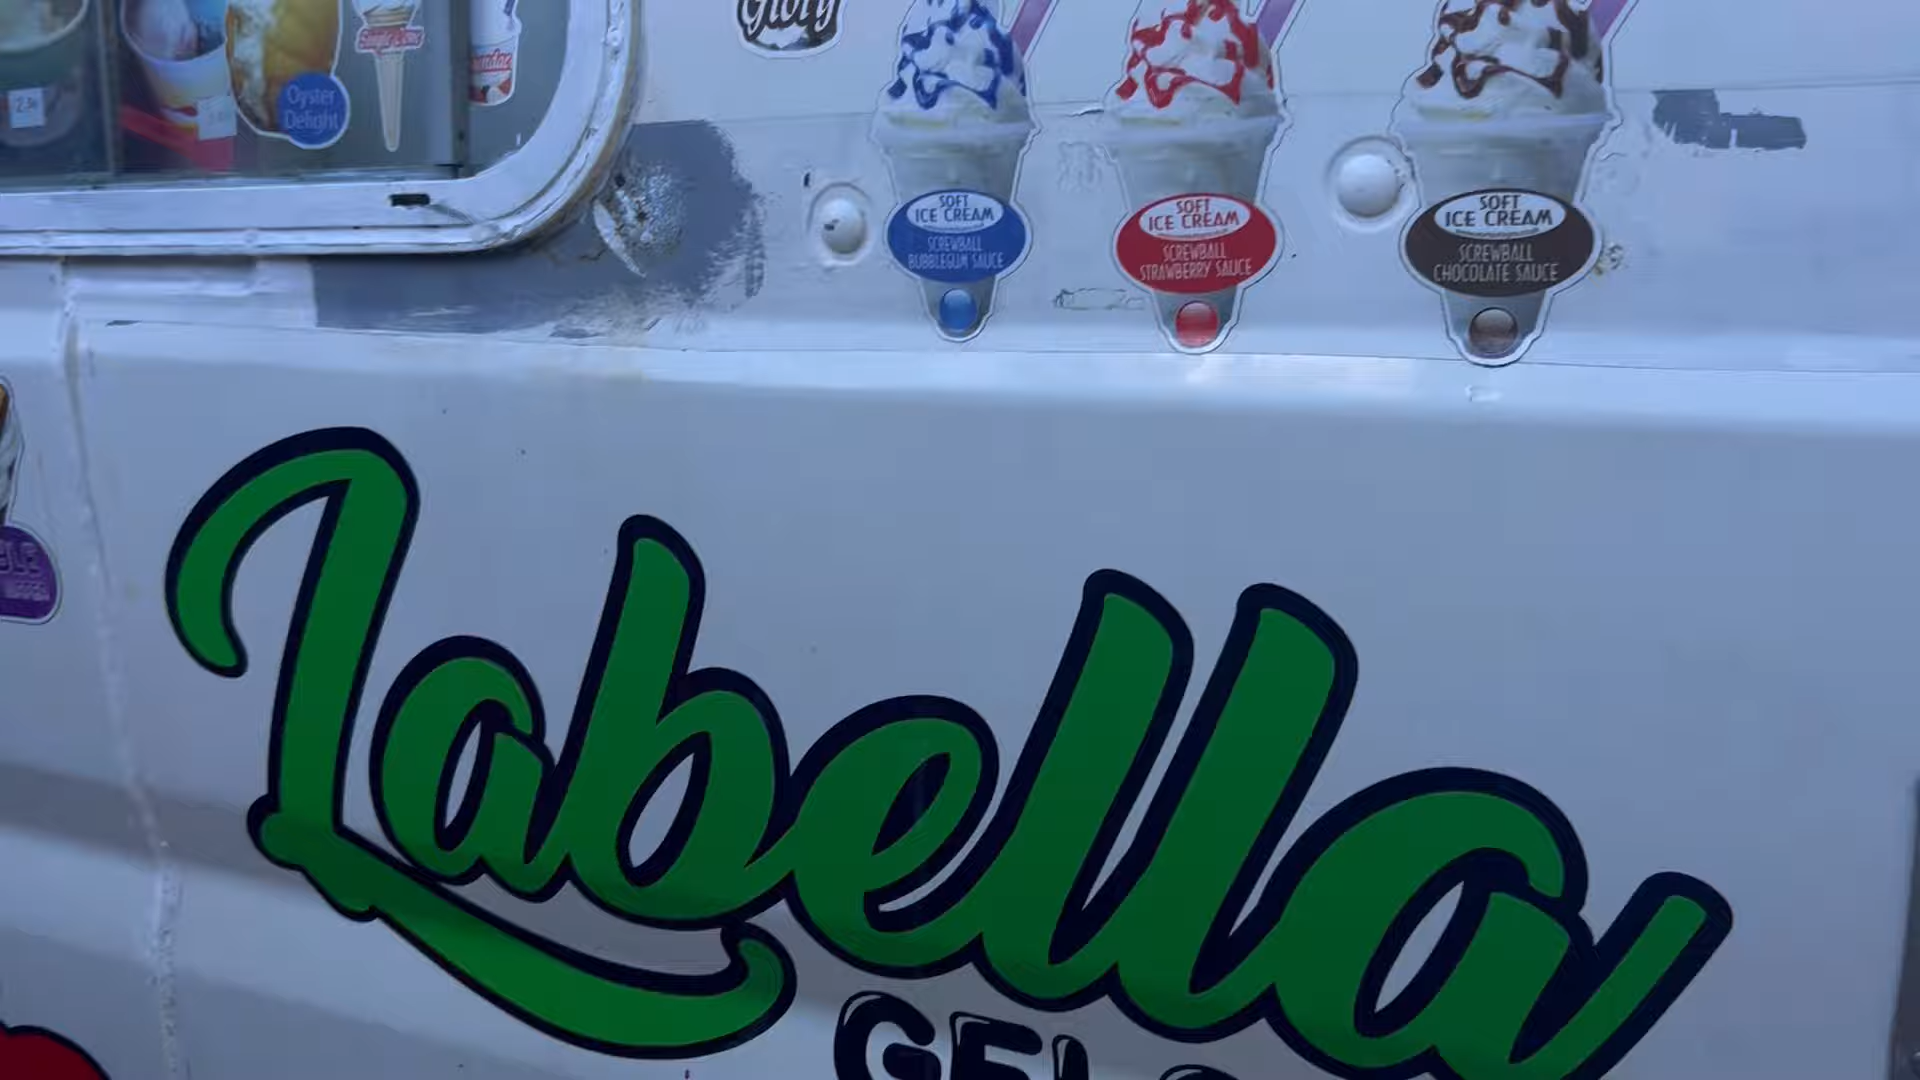 Glory
Oyster
Delight
SOFT
ICE CREAM
SCREWBALL
BUBBLEGUM SAUCE
SOFT
ICE CREAM
SCREWBALL
STRAWBERRY SAUCE
SOFT
ICE CREAM
SCREWBALL
CHOCOLATE SAUCE
Labella